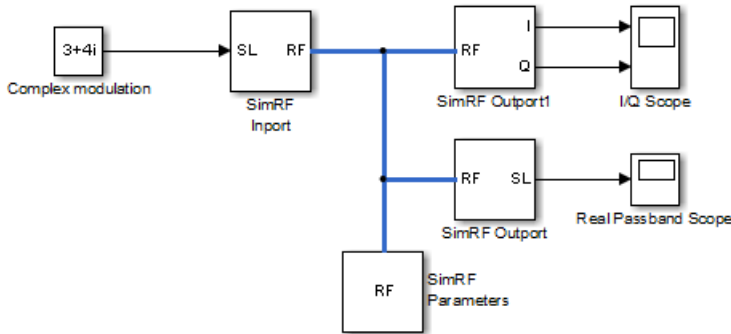 3+4i
Complex modulation
SL RF
SimRF
Inport
RF I
Q
SimRF Outport1
I/Q Scope
RF SL
SimRF Outport
Real Passband Scope
RF
SimRF
Parameters